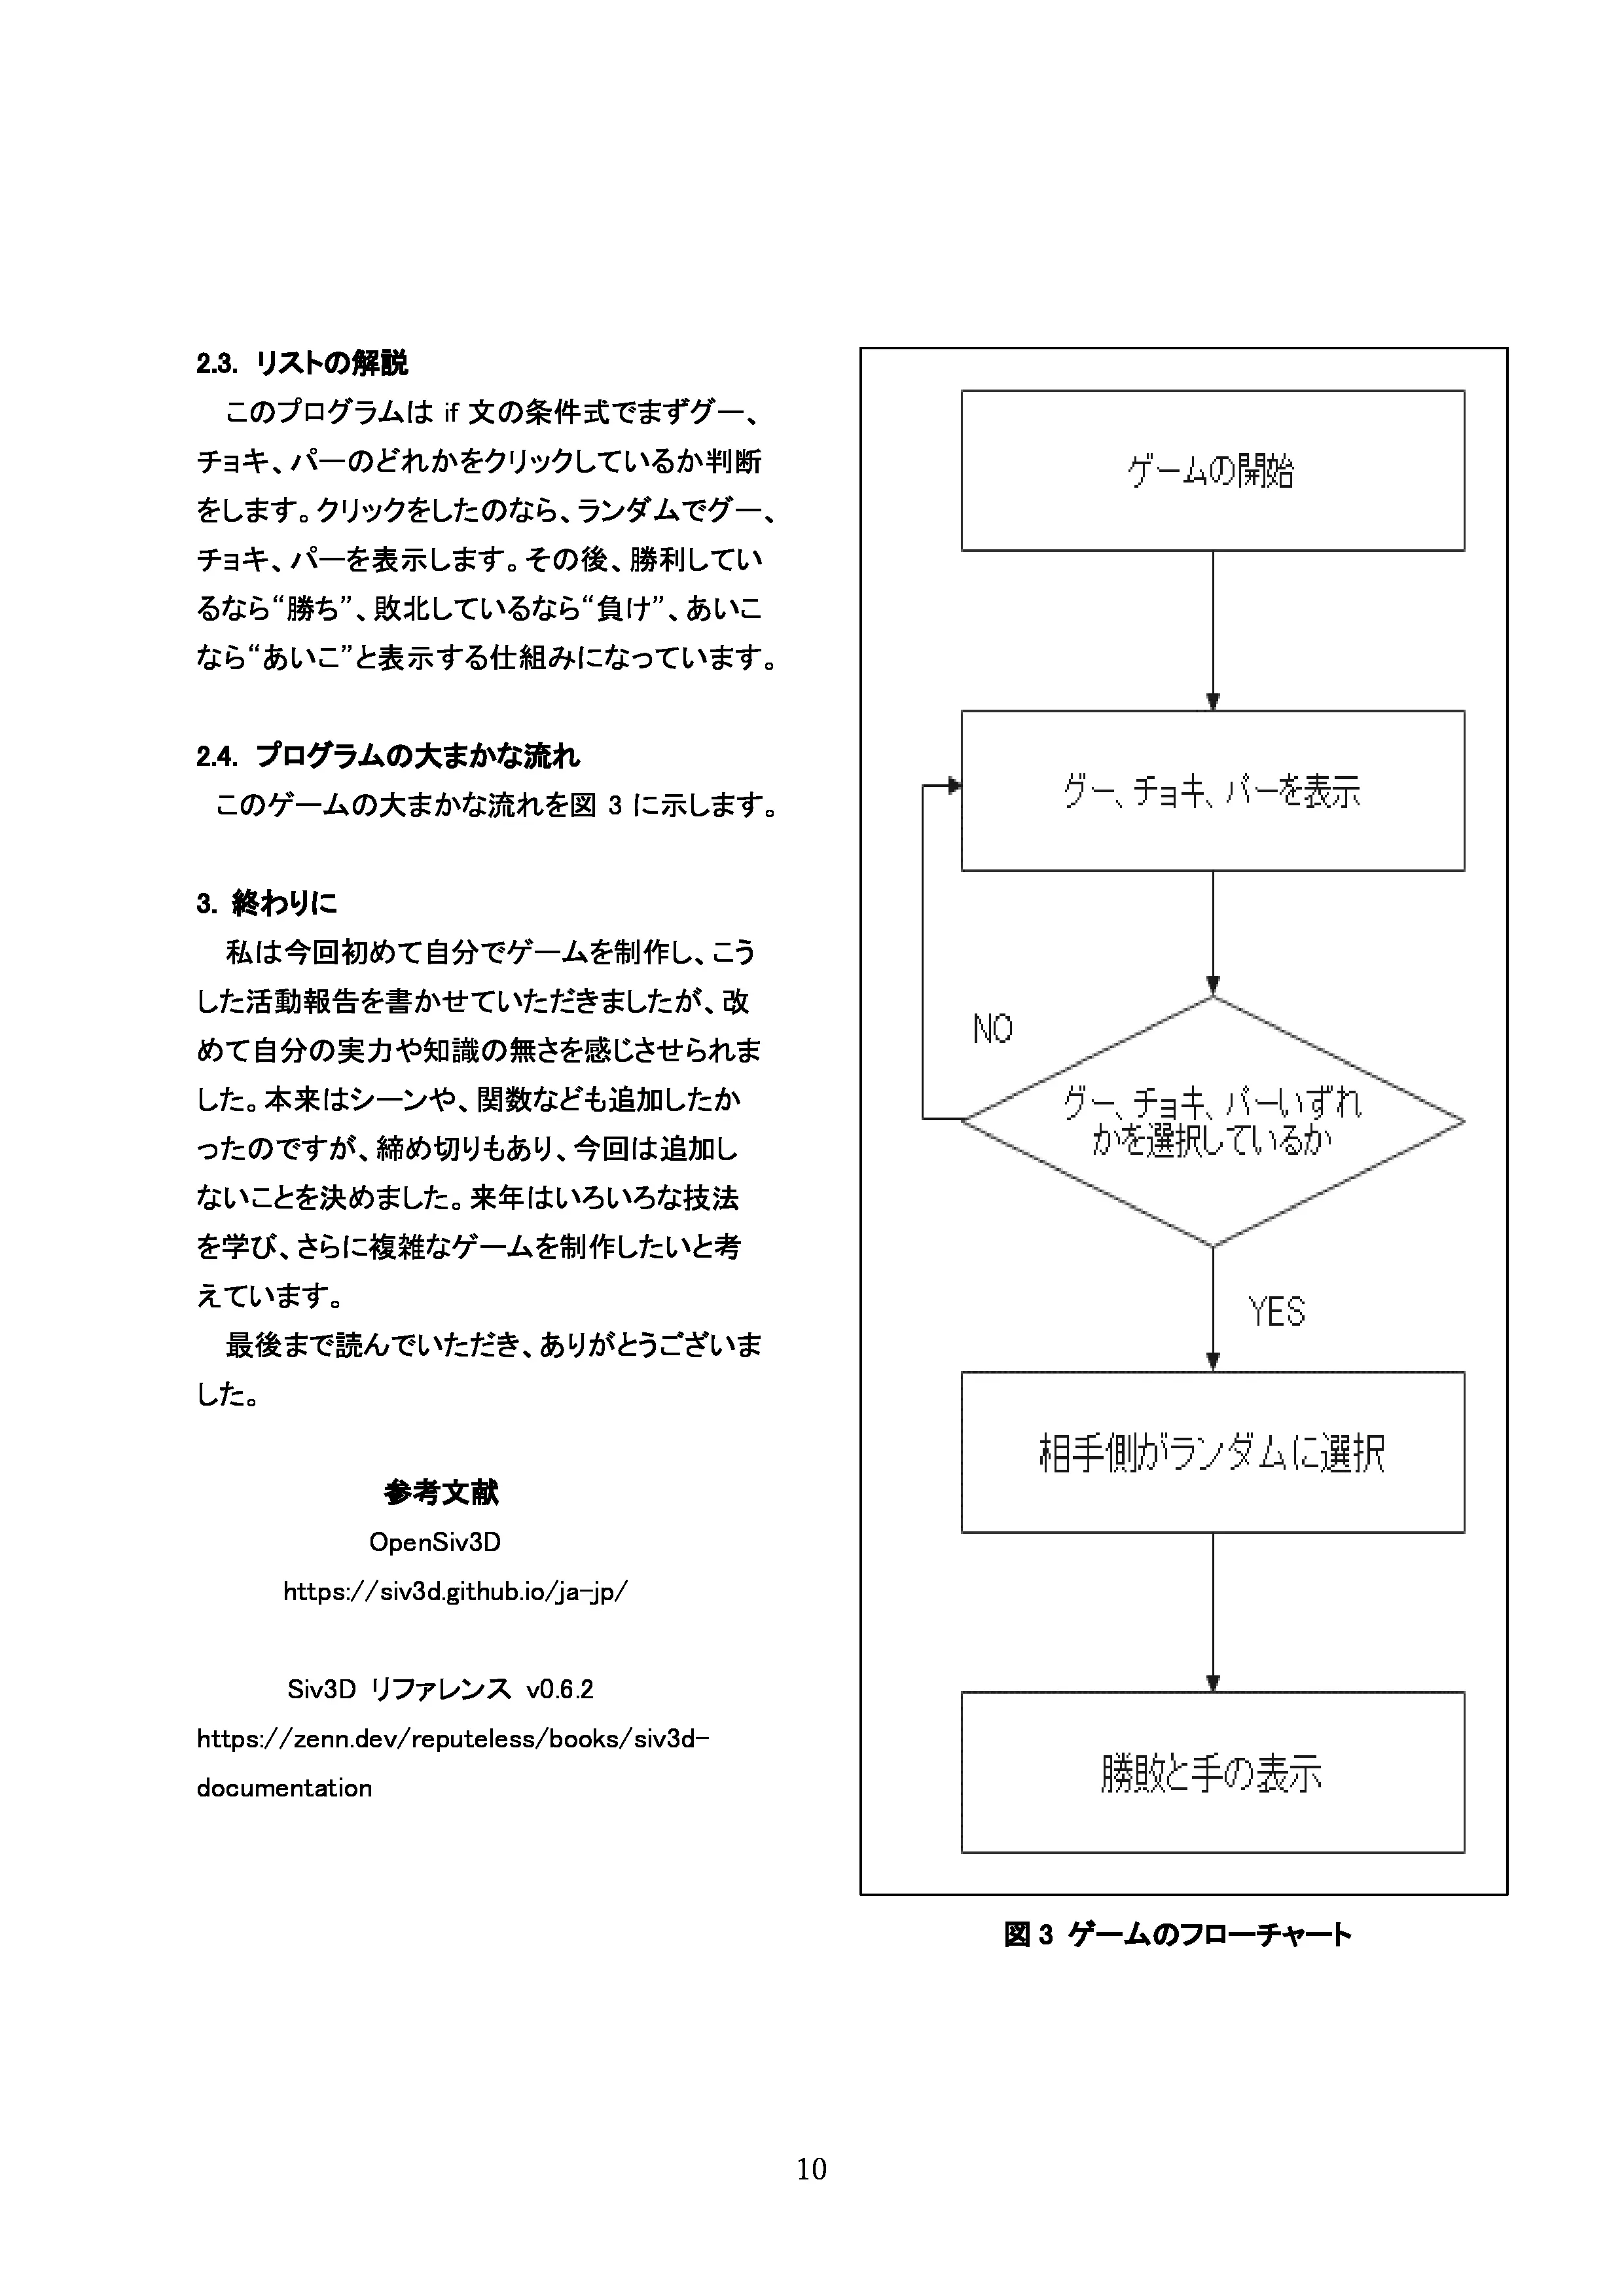 2.3. リストの解説
このプログラムは if 文の条件式でまずグー、
チョキ、パーのどれかをクリックしているか判断
をします。クリックをしたのなら、ランダムでグー、
チョキ、パーを表示します。その後、勝利してい
るなら“勝ち”、敗北しているなら“負け”、あいこ
なら“あいこ”と表示する仕組みになっています。
2.4. プログラムの大まかな流れ
このゲームの大まかな流れを図 3 に示します。
3. 終わりに
私は今回初めて自分でゲームを制作し、こう
した活動報告を書かせていただきましたが、改
めて自分の実力や知識の無さを感じさせられま
した。本来はシーンや、関数なども追加したか
ったのですが、締め切りもあり、今回は追加し
ないことを決めました。来年はいろいろな技法
を学び、さらに複雑なゲームを制作したいと考
えています。
最後まで読んでいただき、ありがとうございま
した。
参考文献
OpenSiv3D
https://siv3d.github.io/ja-jp/
Siv3D リファレンス v0.6.2
https://zenn.dev/reputeless/books/siv3d-
documentation
ゲームの開始
グー、チョキ、パーを表示
NO
グー、チョキ、パーいずれ
かを選択しているか
YES
相手側がランダムに選択
勝敗と手の表示
図 3 ゲームのフローチャート
10